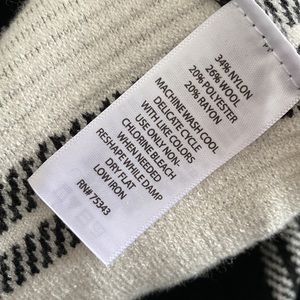 34% NYLON
26% WOOL
20% POLYESTER
20% RAYON
MACHINE WASH COOL
DELICATE CYCLE
WITH LIKE COLORS
USE ONLY NON-
CHLORINE BLEACH
WHEN NEEDED
RESHAPE WHILE DAMP
DRY FLAT
LOW IRON
RN# 75343